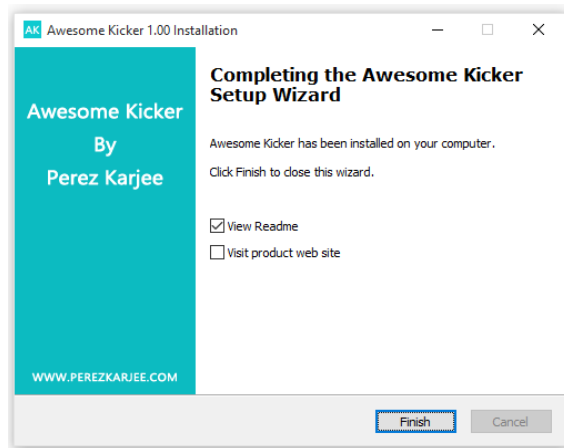 AK Awesome Kicker 1.00 Installation
Awesome Kicker
By
Perez Karjee
WWW.PEREZKARJEE.COM
Completing the Awesome Kicker
Setup Wizard
Awesome Kicker has been installed on your computer.
Click Finish to close this wizard.
View Readme
Visit product web site
Finish
Cancel